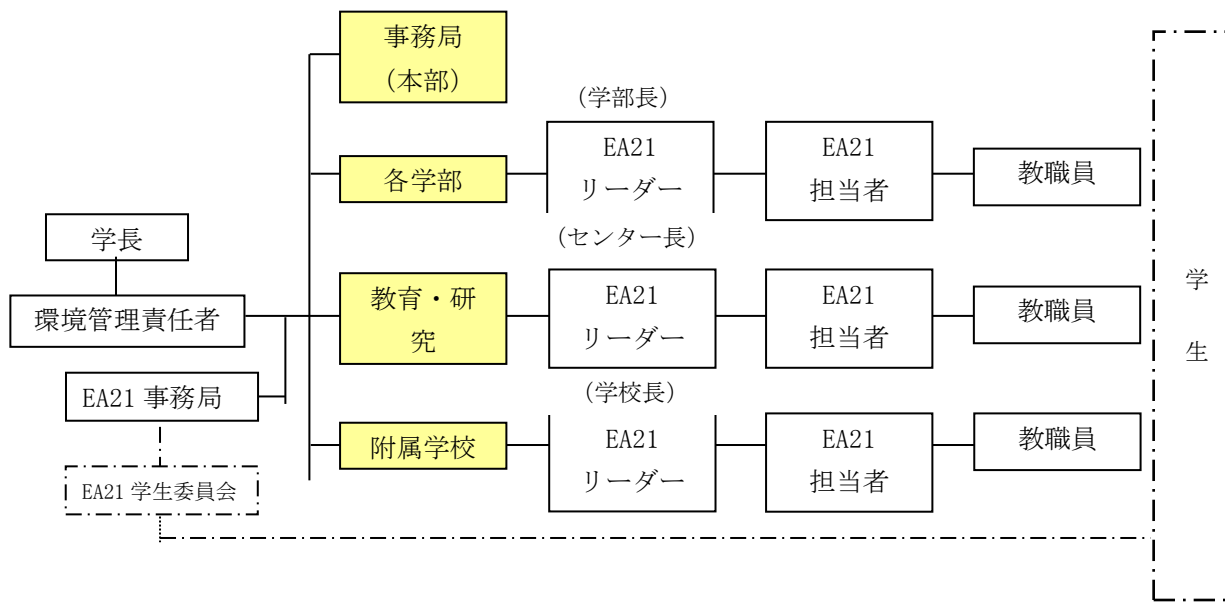 事務局
(本部)
(学部長)
各学部
EA21
リーダー
EA21
担当者
教職員
学長
環境管理責任者
EA21 事務局
EA21 学生委員会
(センター長)
教育・研
究
EA21
リーダー
EA21
担当者
教職員
(学校長)
附属学校
EA21
リーダー
EA21
担当者
教職員
学
生